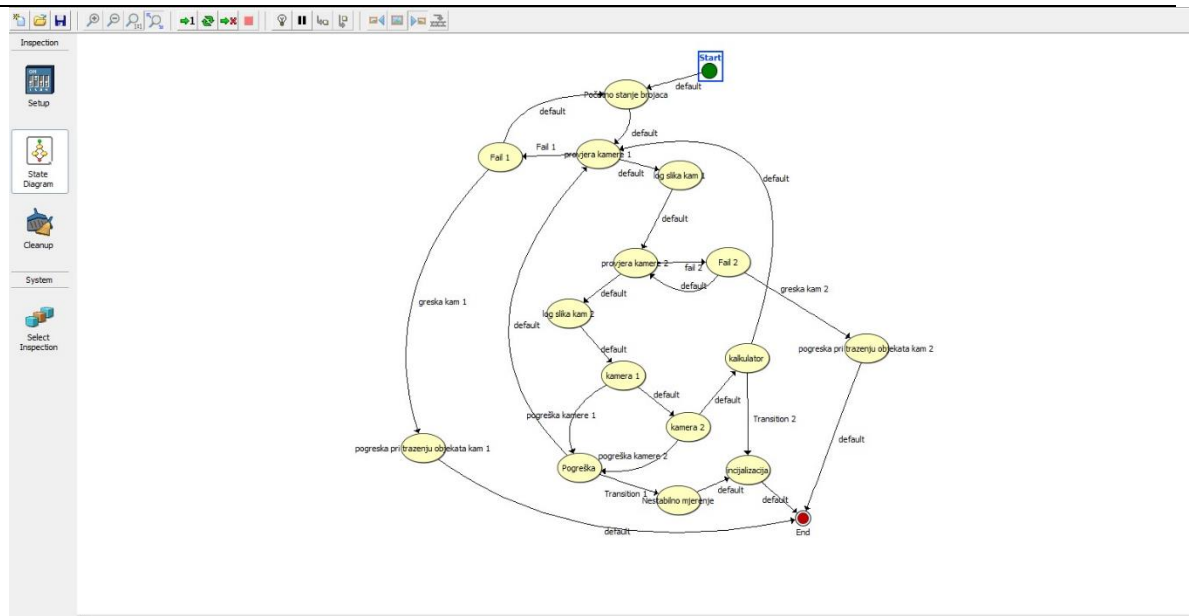 Inspection
Setup
State
Diagram
Cleanup
System
Select
Inspection
Start
default
Početno stanje brojaca
default
default
Fail 1
Fail 1
provjera kamere 1
default
log slika kam 1
default
default
provjera kamere 2
fail 2
Fail 2
default
greska kam 2
default
greska kam 1
log slika kam 2
default
default
pogreska pri trazenju objekata kam 2
kalkulator
kamera 1
default
default
pogreška kamere 1
Transition 2
kamera 2
default
pogreska pri trazenju objekata kam 1
pogreška kamere 2
Pogreška
incijalizacija
Transition 1
default
default
Nestabilno mjerenje
default
End